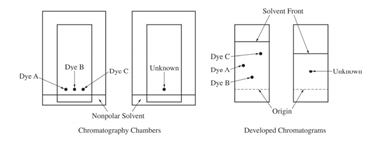 Solvent Front
Dye A
Dye B
Dye C
Unknown
Dye C
Dye A
Dye B
Unknown
Nonpolar Solvent
Origin
Chromatography Chambers
Developed Chromatograms